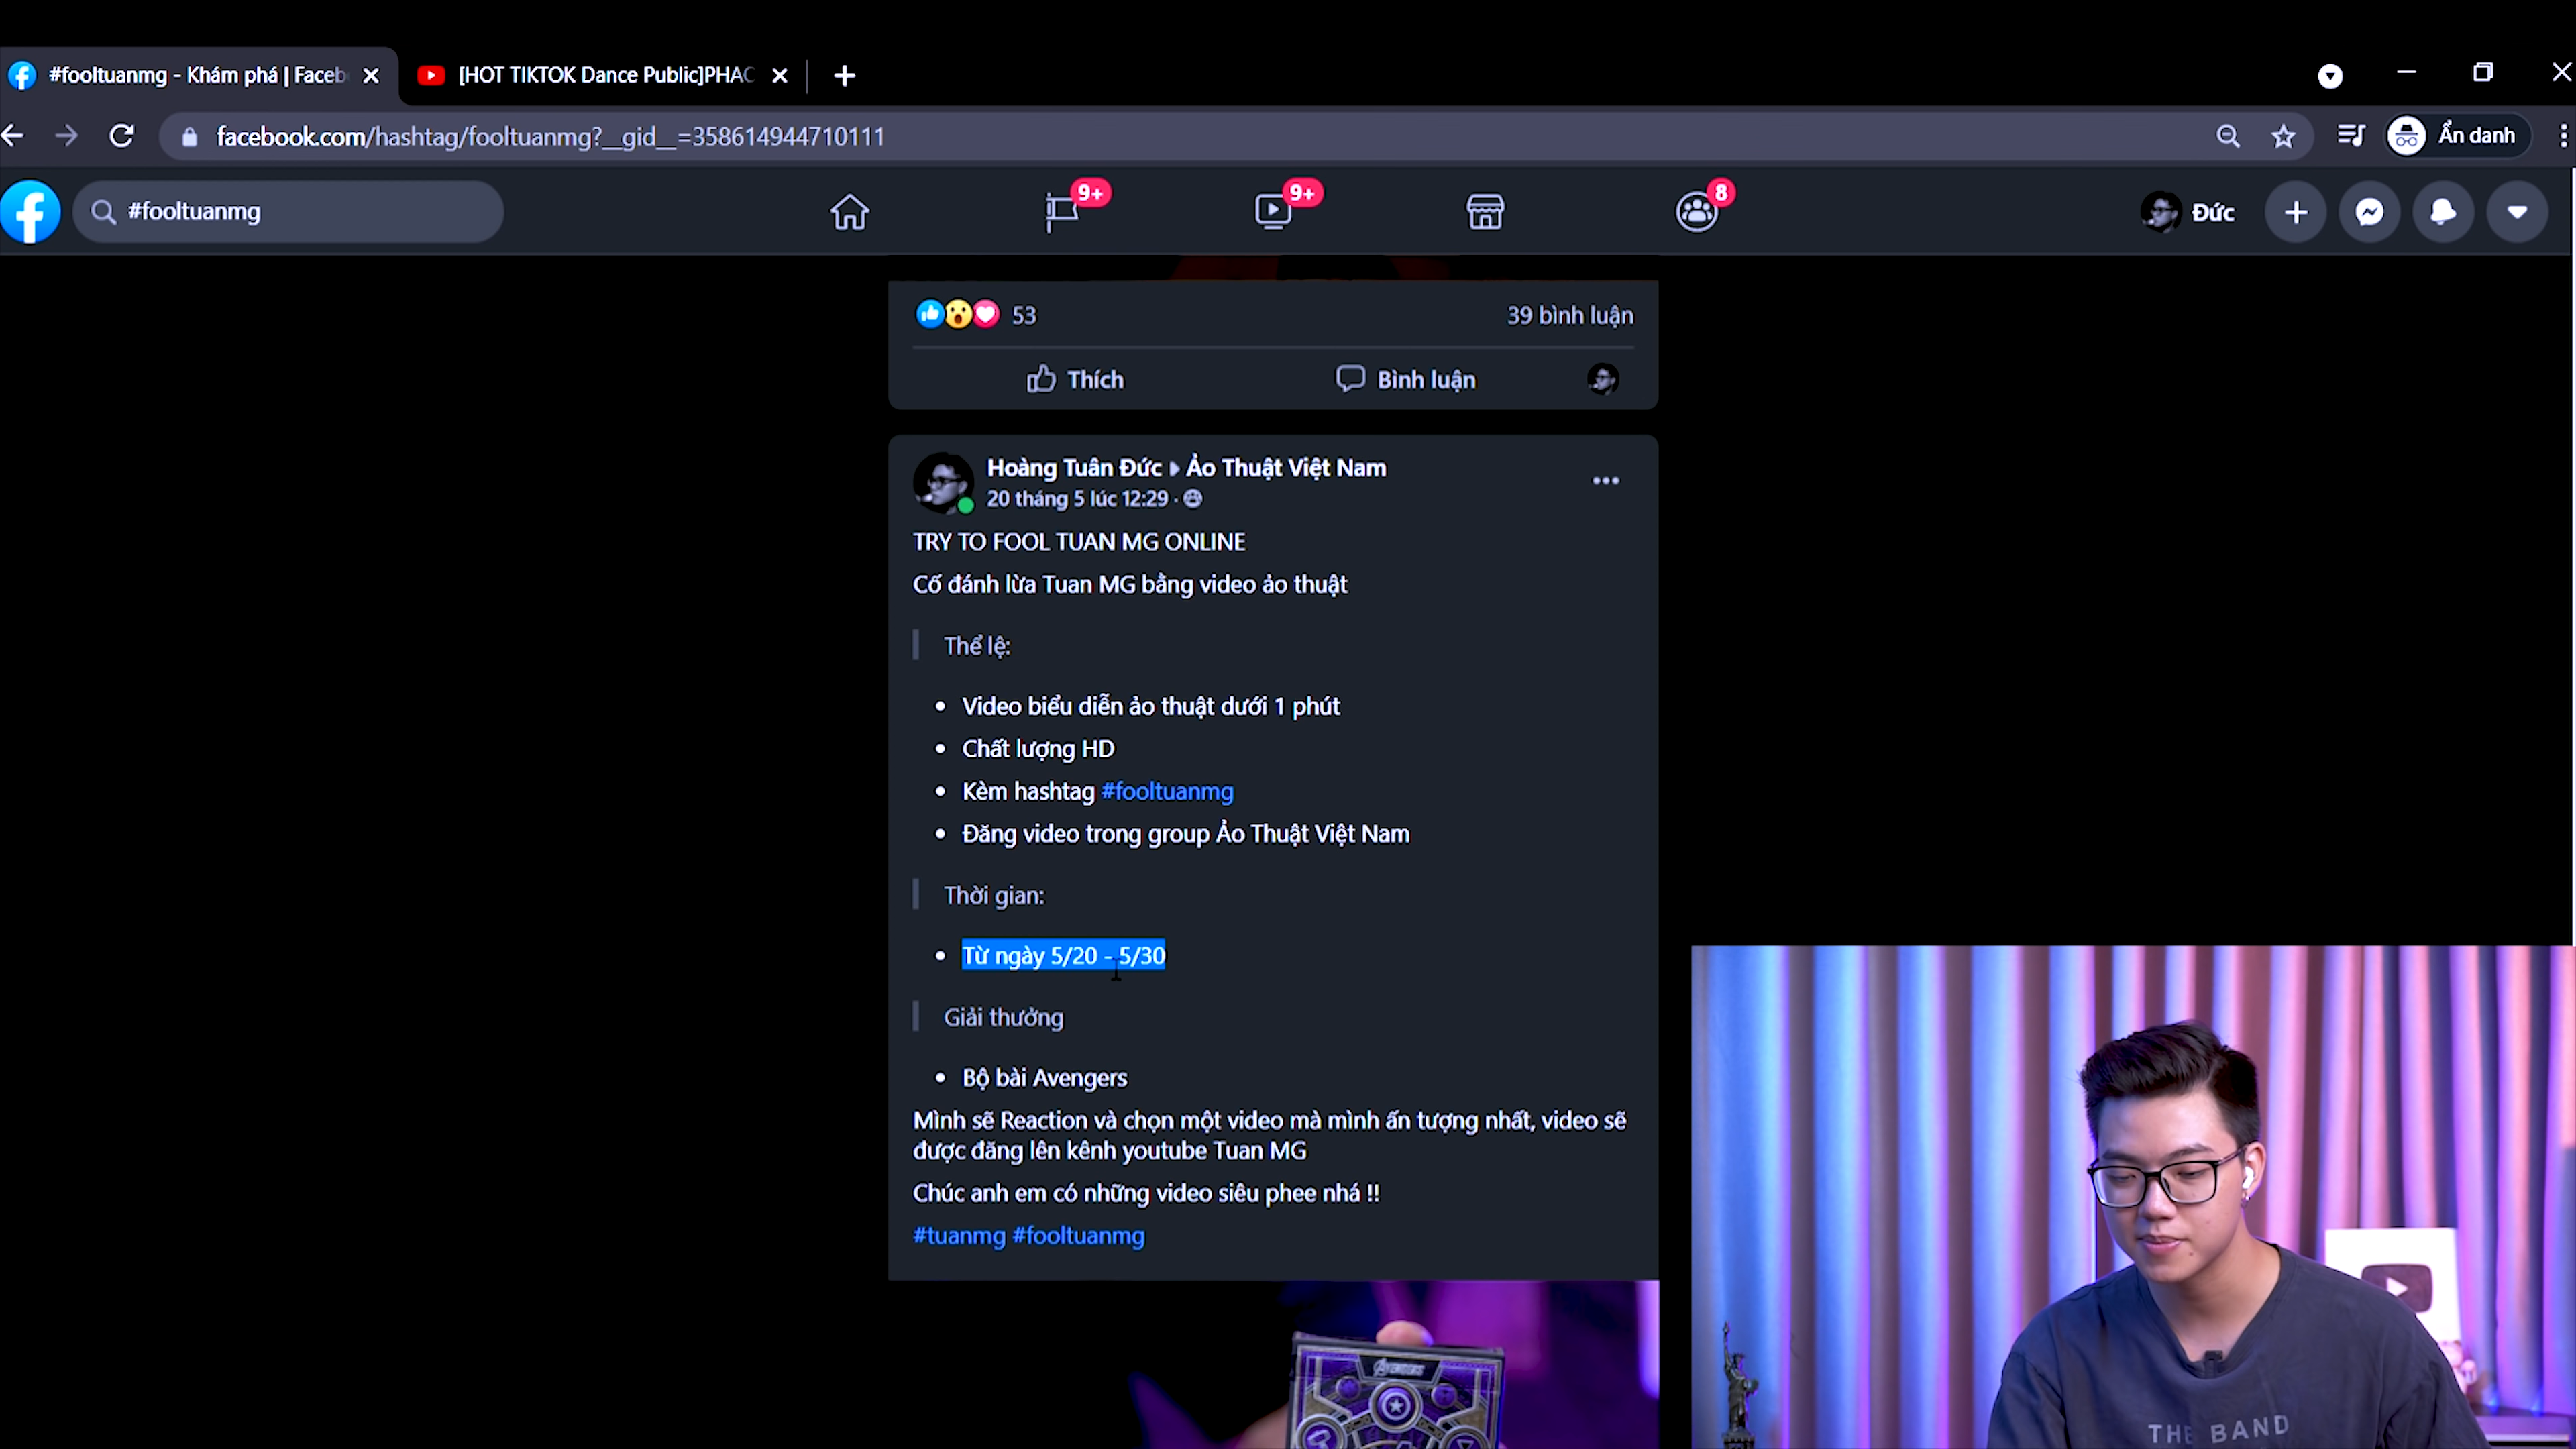 #fooltuanmg - Khám phá | Faceb
[HOT TIKTOK Dance Public]PHAC
facebook.com/hashtag/fooltuanmg?__gid__=358614944710111
Ẩn danh
#fooltuanmg
9+
9+
8
Đức
53
39 bình luận
Thích
Bình luận
Hoàng Tuân Đức ▸ Ảo Thuật Việt Nam
20 tháng 5 lúc 12:29 ·
TRY TO FOOL TUAN MG ONLINE
Cố đánh lừa Tuan MG bằng video ảo thuật
Thể lệ:
• Video biểu diễn ảo thuật dưới 1 phút
• Chất lượng HD
• Kèm hashtag #fooltuanmg
• Đăng video trong group Ảo Thuật Việt Nam
Thời gian:
• Từ ngày 5/20 - 5/30
Giải thưởng
• Bộ bài Avengers
Mình sẽ Reaction và chọn một video mà mình ấn tượng nhất, video sẽ
được đăng lên kênh youtube Tuan MG
Chúc anh em có những video siêu phee nhá !!
#tuanmg #fooltuanmg
AVENGERS
THE BAND